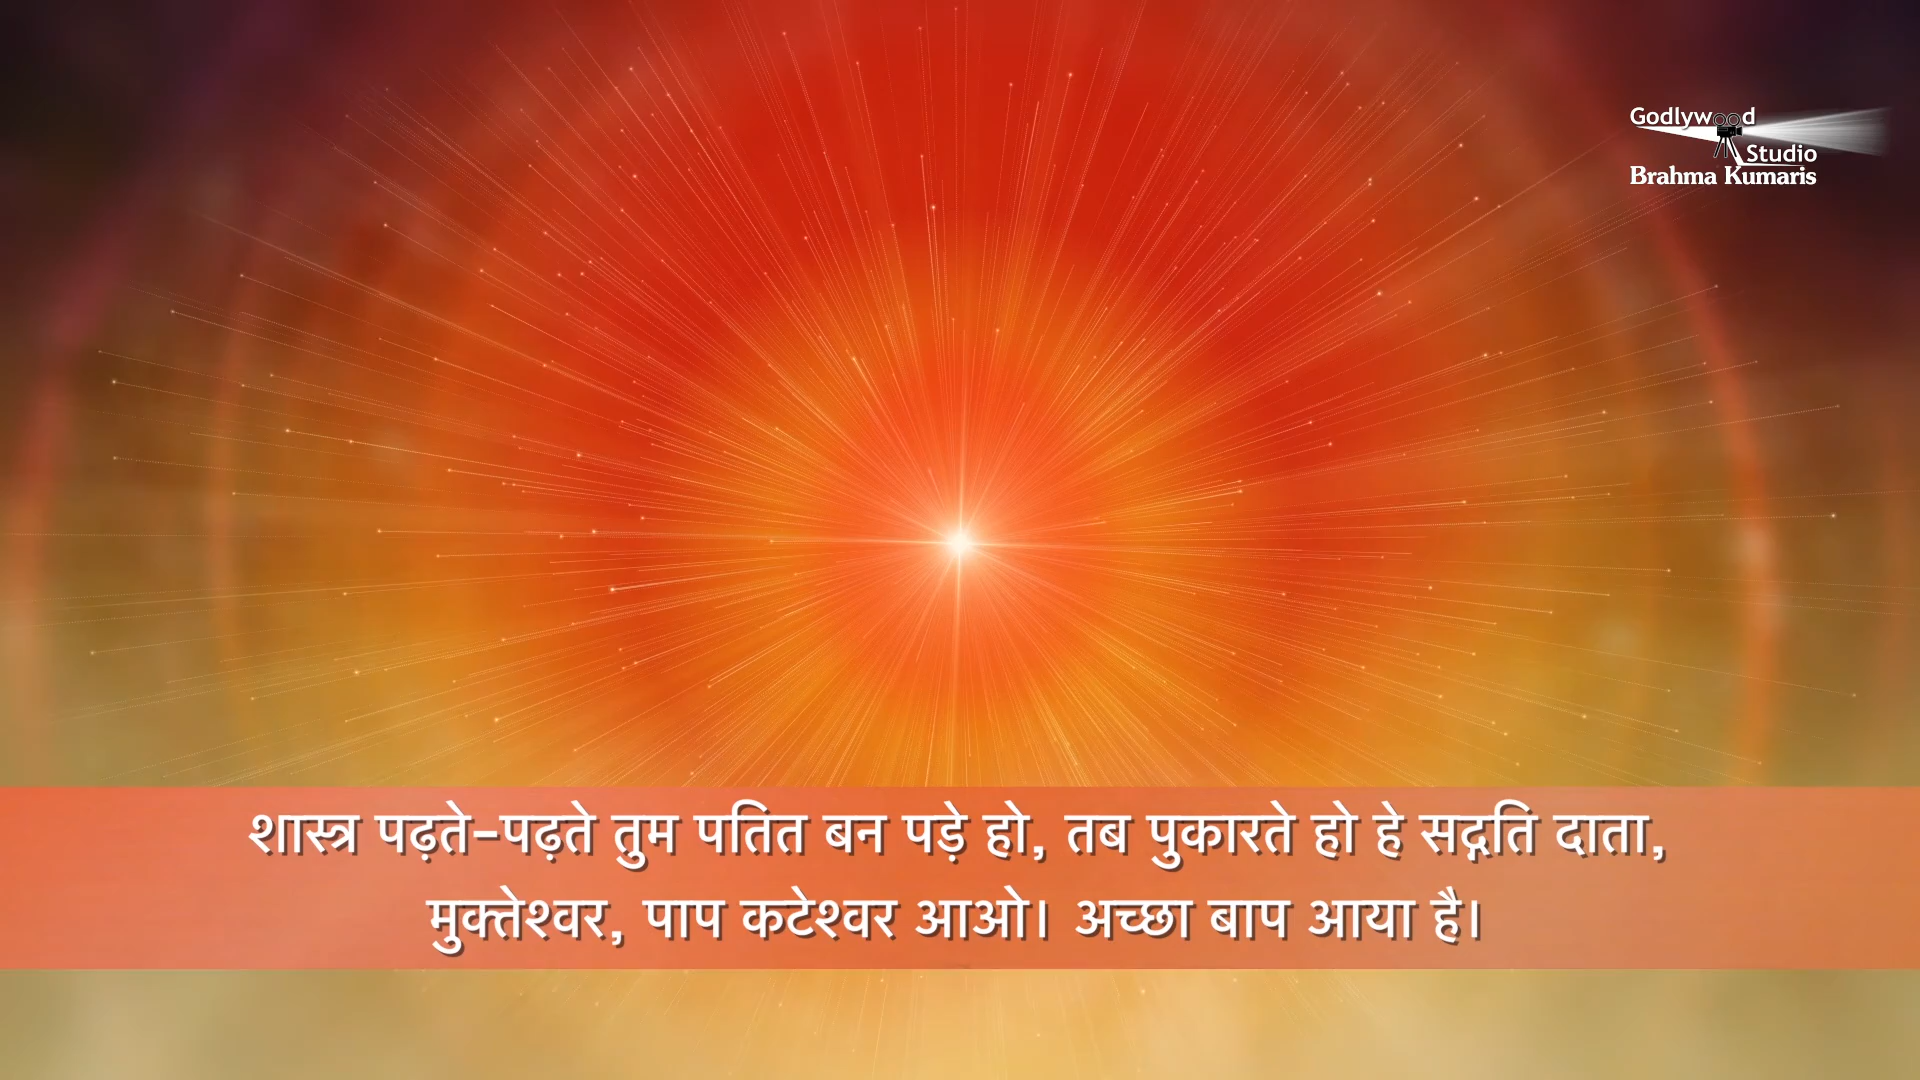 Godlywood
Studio
Brahma Kumaris
शास्त्र पढ़ते-पढ़ते तुम पतित बन पड़े हो, तब पुकारते हो हे सद्गति दाता,
मुक्तेश्वर, पाप कटेश्वर आओ। अच्छा बाप आया है।